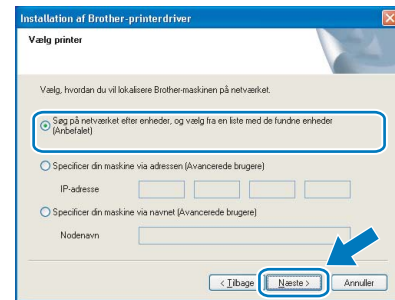 Installation af Brother-printerdriver
Vælg printer
Vælg, hvordan du vil lokalisere Brother-maskinen på netværket.
Søg på netværket efter enheder, og vælg fra en liste med de fundne enheder
(Anbefalet)
Specificer din maskine via adressen (Avancerede brugere)
IP-adresse
Specificer din maskine via navnet (Avancerede brugere)
Nodenavn
< Tilbage Næste > Annuller